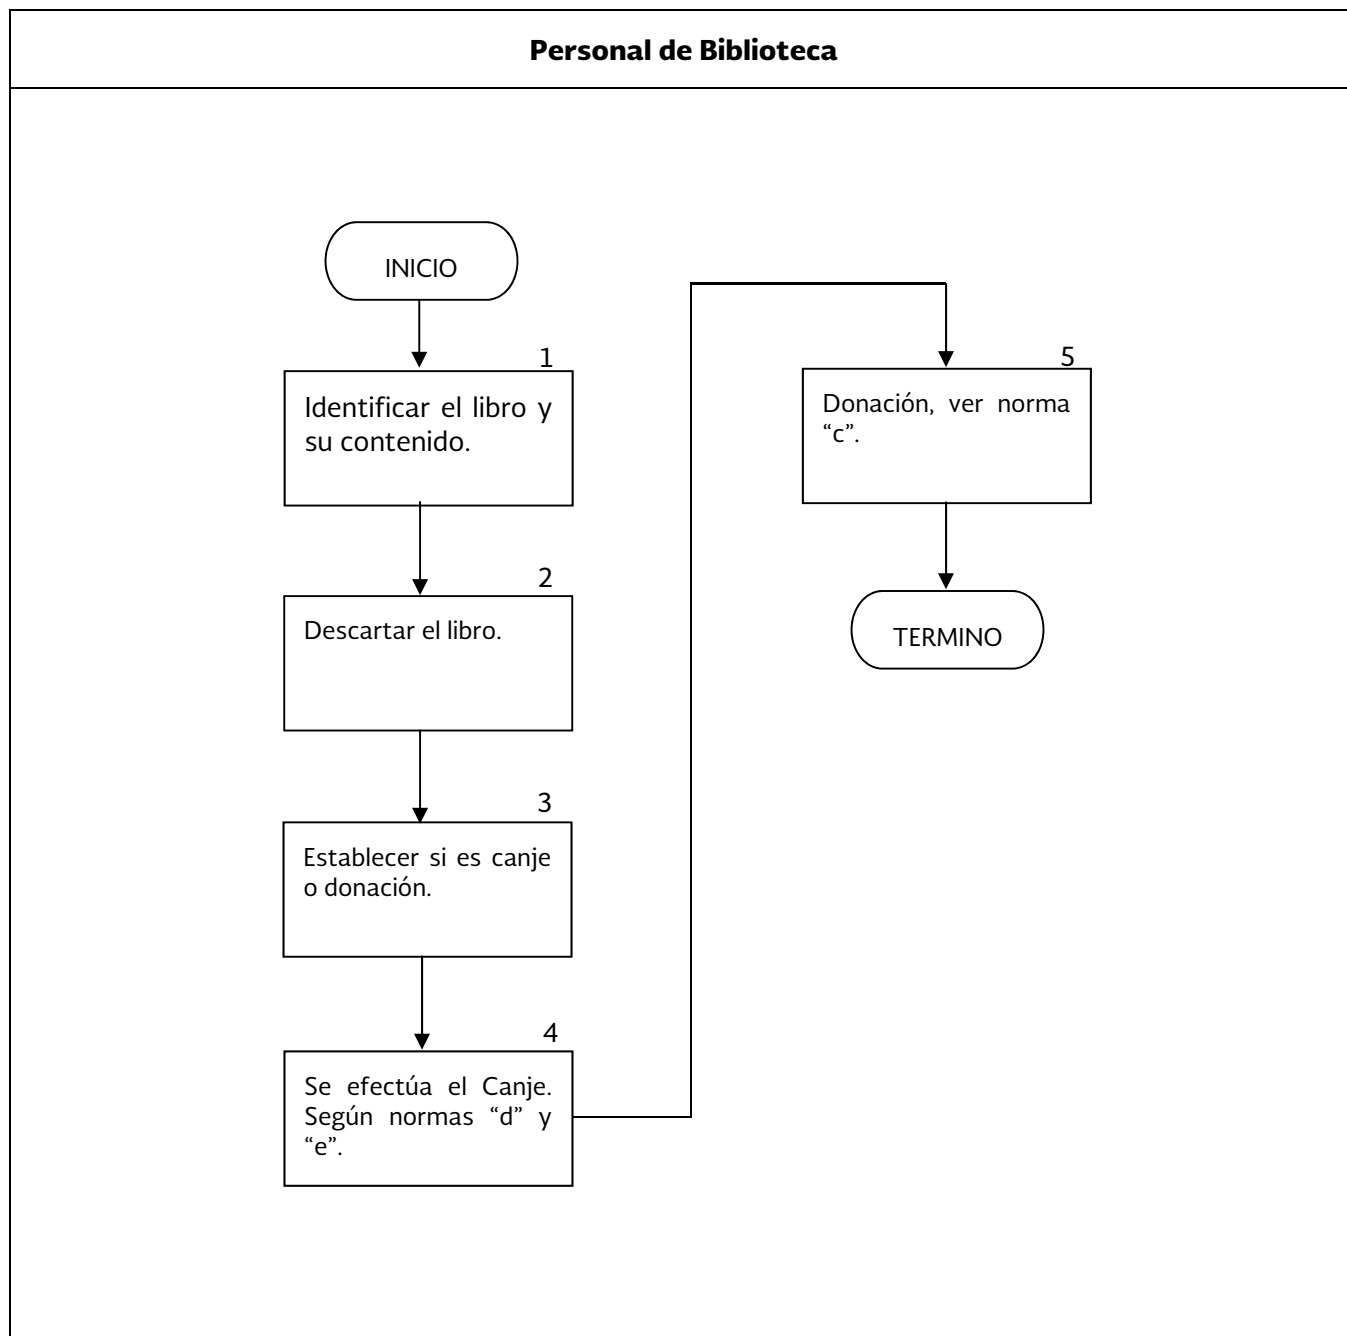 Personal de Biblioteca
INICIO
1
Identificar el libro y
su contenido.
2
Descartar el libro.
3
Establecer si es canje
o donación.
4
Se efectúa el Canje.
Según normas “d” y
“e”.
5
Donación, ver norma
“c”.
TERMINO